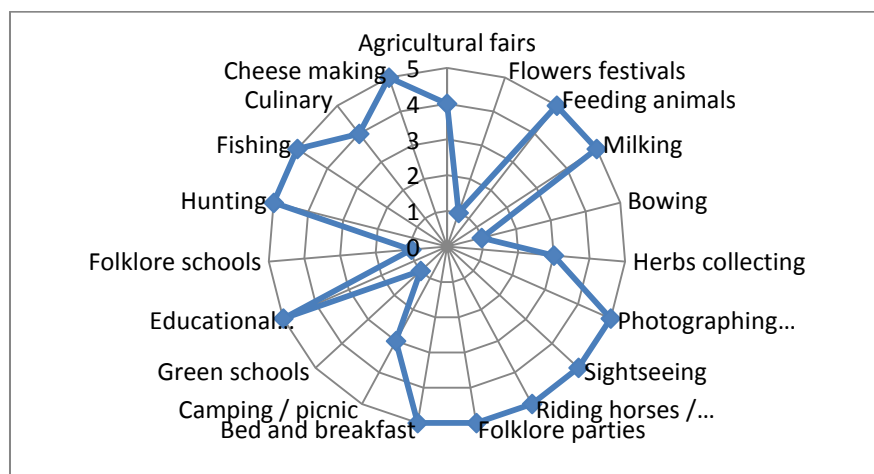 Agricultural fairs
Flowers festivals
Feeding animals
Milking
Bowing
Herbs collecting
Photographing...
Sightseeing
Riding horses /...
Folklore parties
Bed and breakfast
Camping / picnic
Green schools
Educational...
Folklore schools
Hunting
Fishing
Culinary
Cheese making
5
4
3
2
1
0